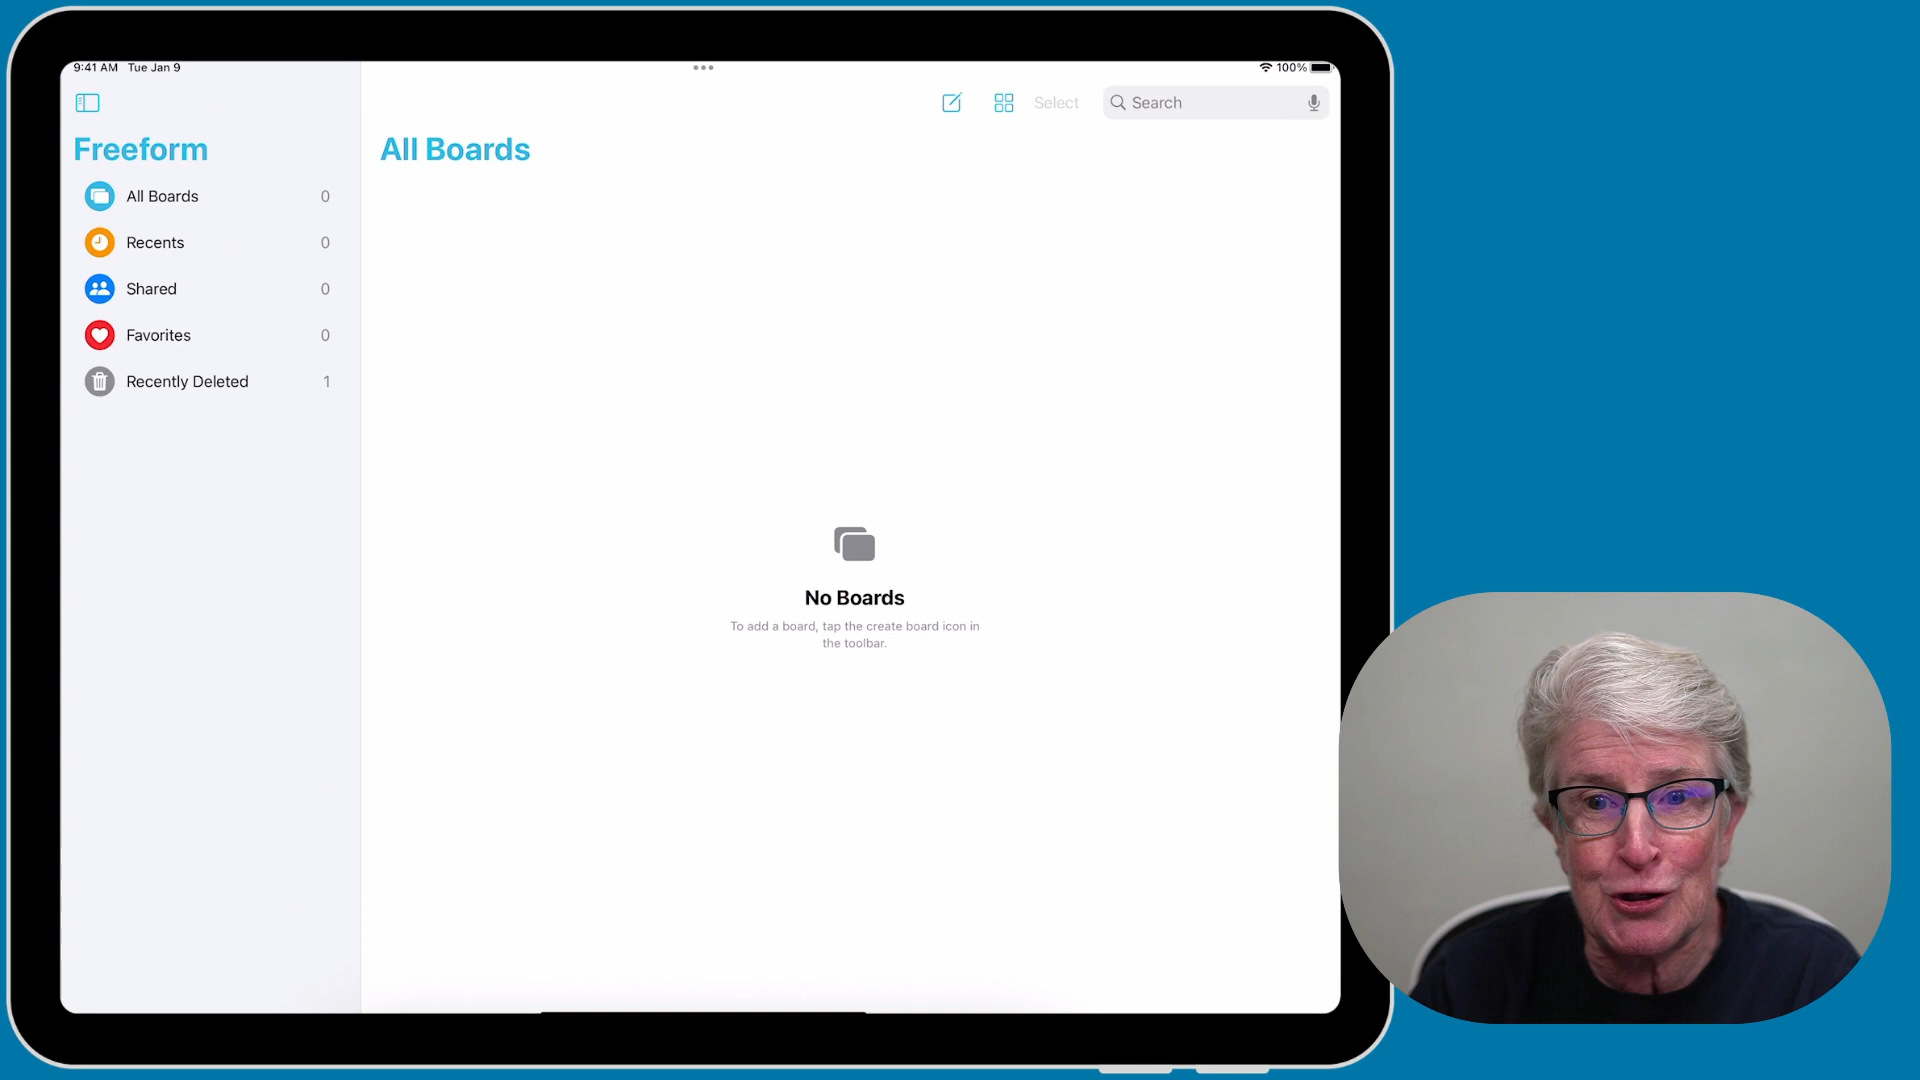 9:41 AM Tue Jan 9
100%
Select
Search
Freeform
All Boards 0
Recents 0
Shared 0
Favorites 0
Recently Deleted 1
All Boards
No Boards
To add a board, tap the create board icon in
the toolbar.